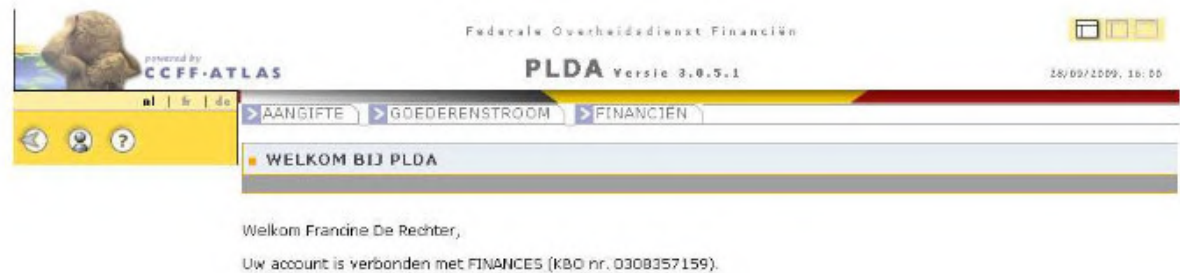 Federale Overheidsdienst Financiën
powered by
CCFF-ATLAS
PLDA Versie 3.0.5.1
28/09/2009, 16:00
nl | fr | de
AANGIFTE
GOEDERENSTROOM
FINANCIËN
?
WELKOM BIJ PLDA
Welkom Francine De Rechter,
Uw account is verbonden met FINANCES (KBO nr. 0308357159).